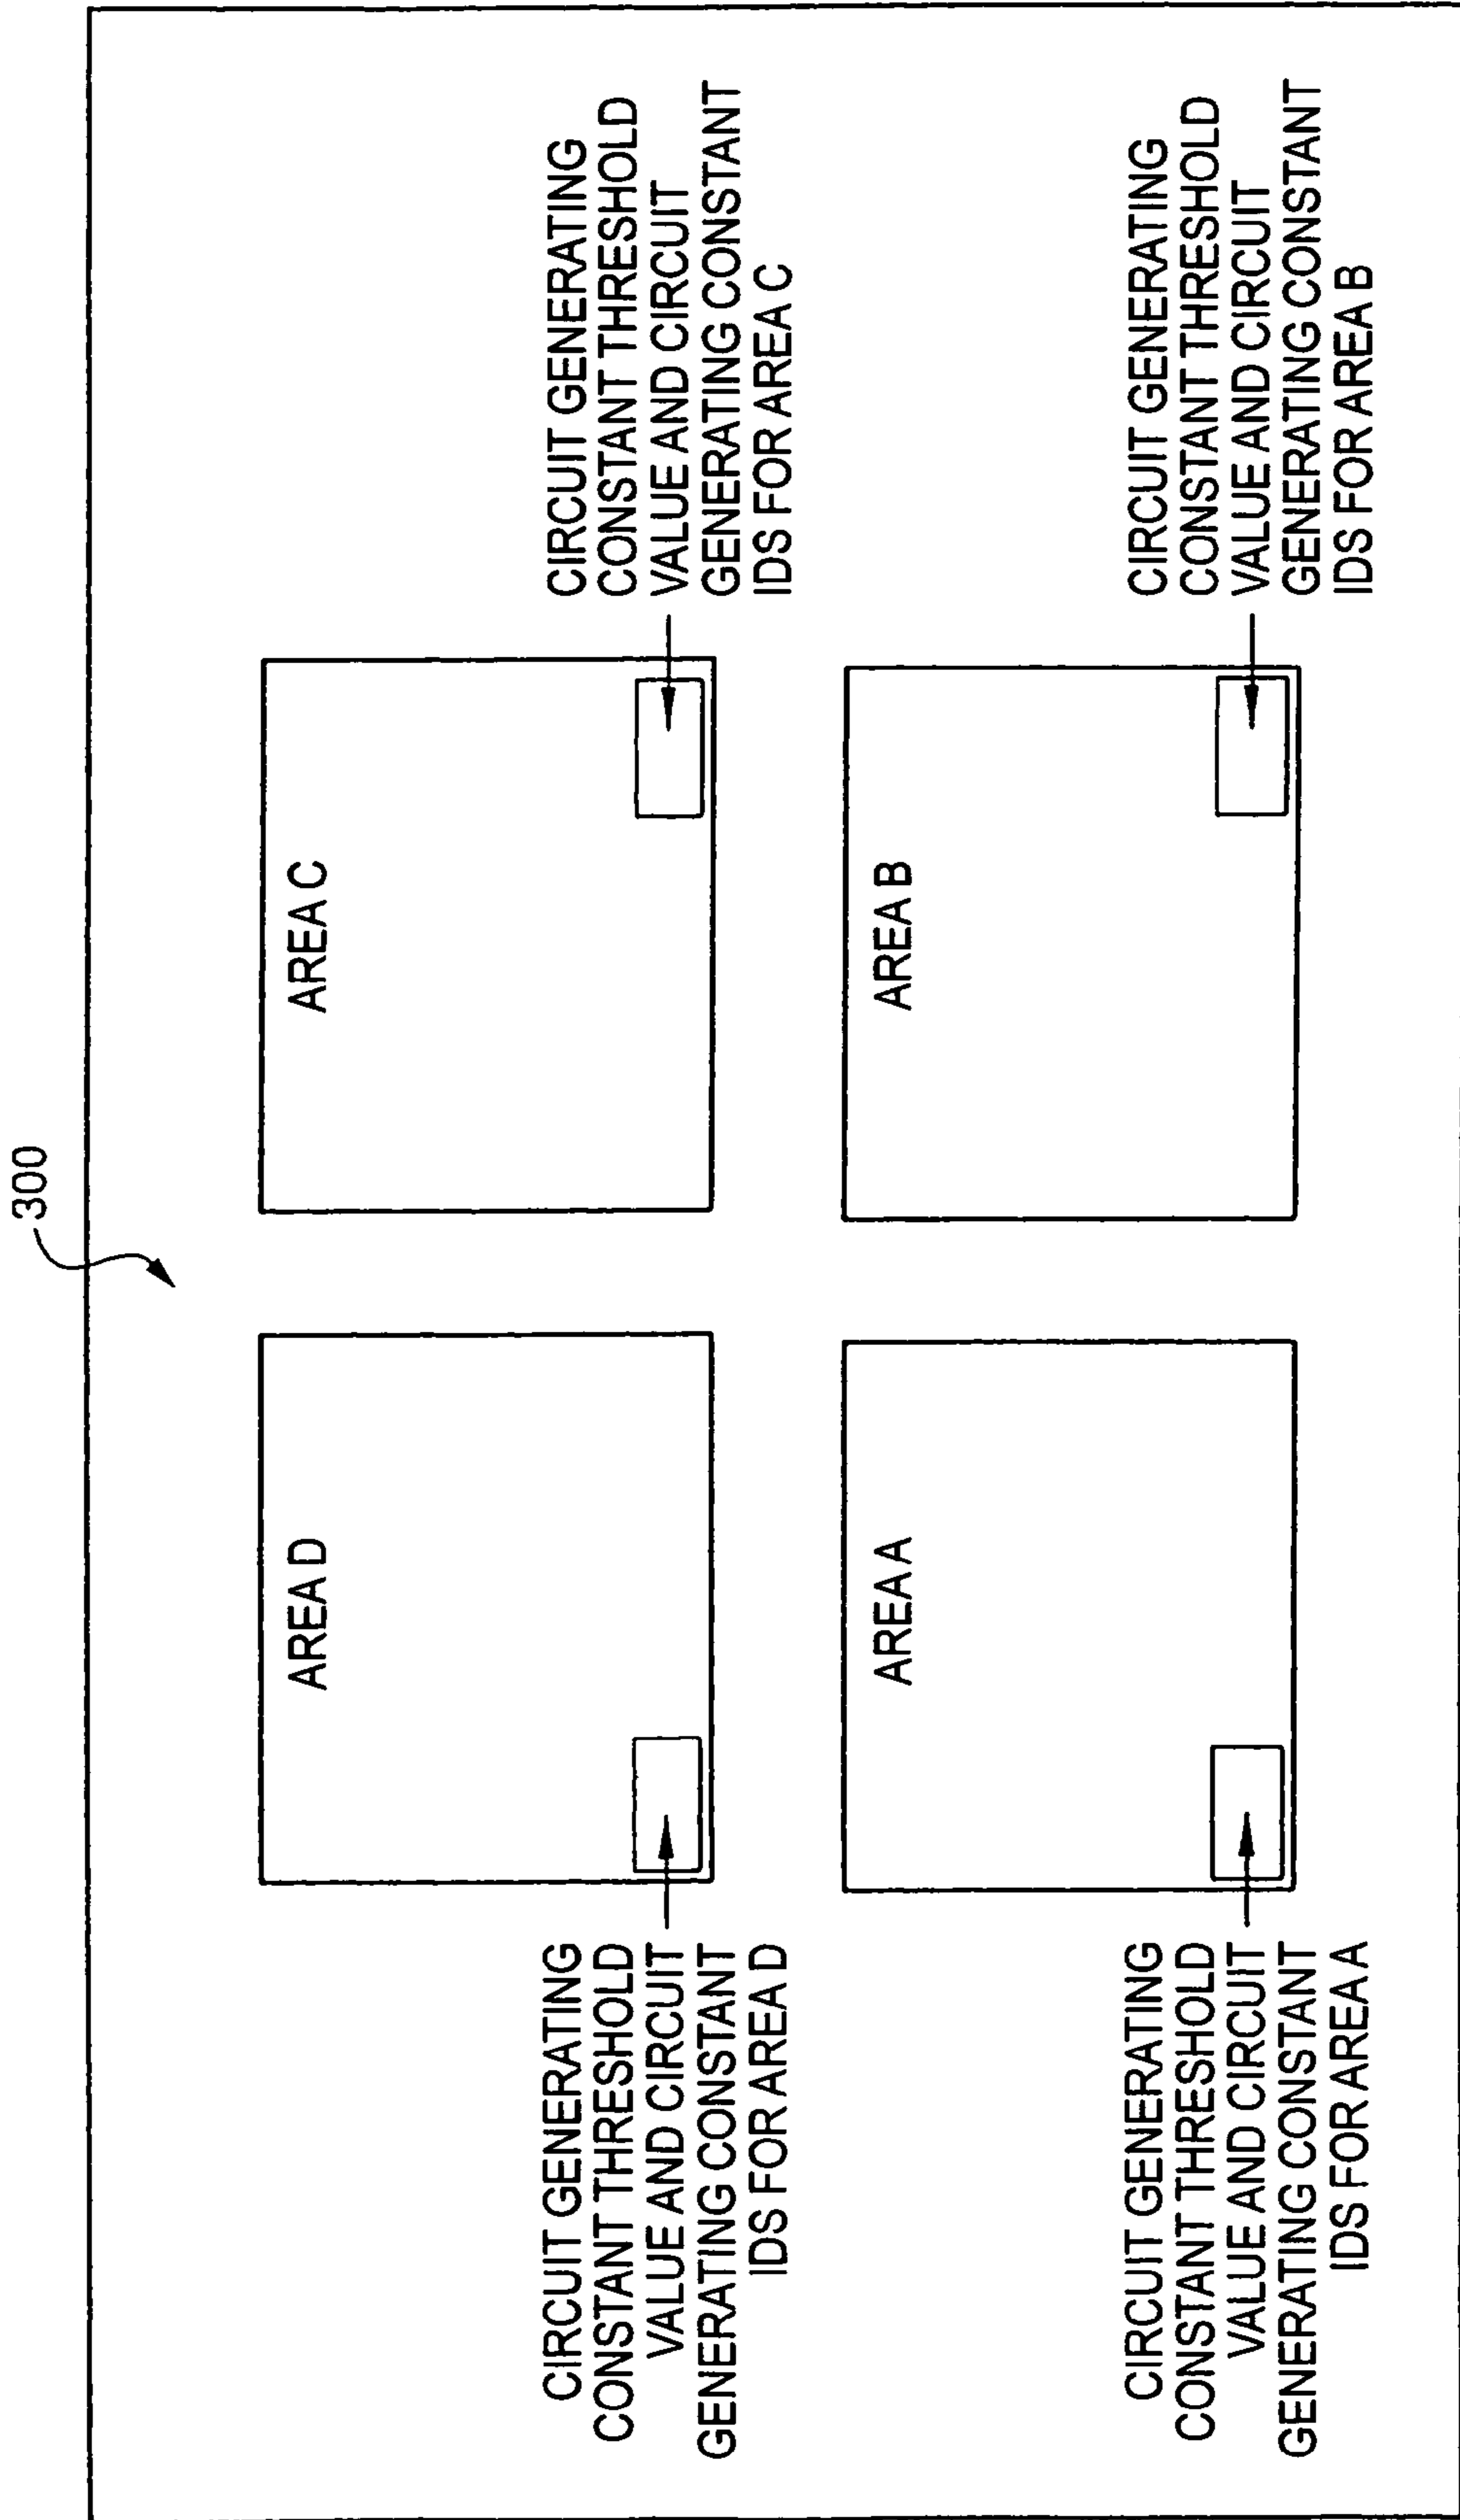 300
AREA D
AREA C
CIRCUIT GENERATING
CONSTANT THRESHOLD
VALUE AND CIRCUIT
GENERATING CONSTANT
IDS FOR AREA D
CIRCUIT GENERATING
CONSTANT THRESHOLD
VALUE AND CIRCUIT
GENERATING CONSTANT
IDS FOR AREA C
AREA A
AREA B
CIRCUIT GENERATING
CONSTANT THRESHOLD
VALUE AND CIRCUIT
GENERATING CONSTANT
IDS FOR AREA A
CIRCUIT GENERATING
CONSTANT THRESHOLD
VALUE AND CIRCUIT
GENERATING CONSTANT
IDS FOR AREA B